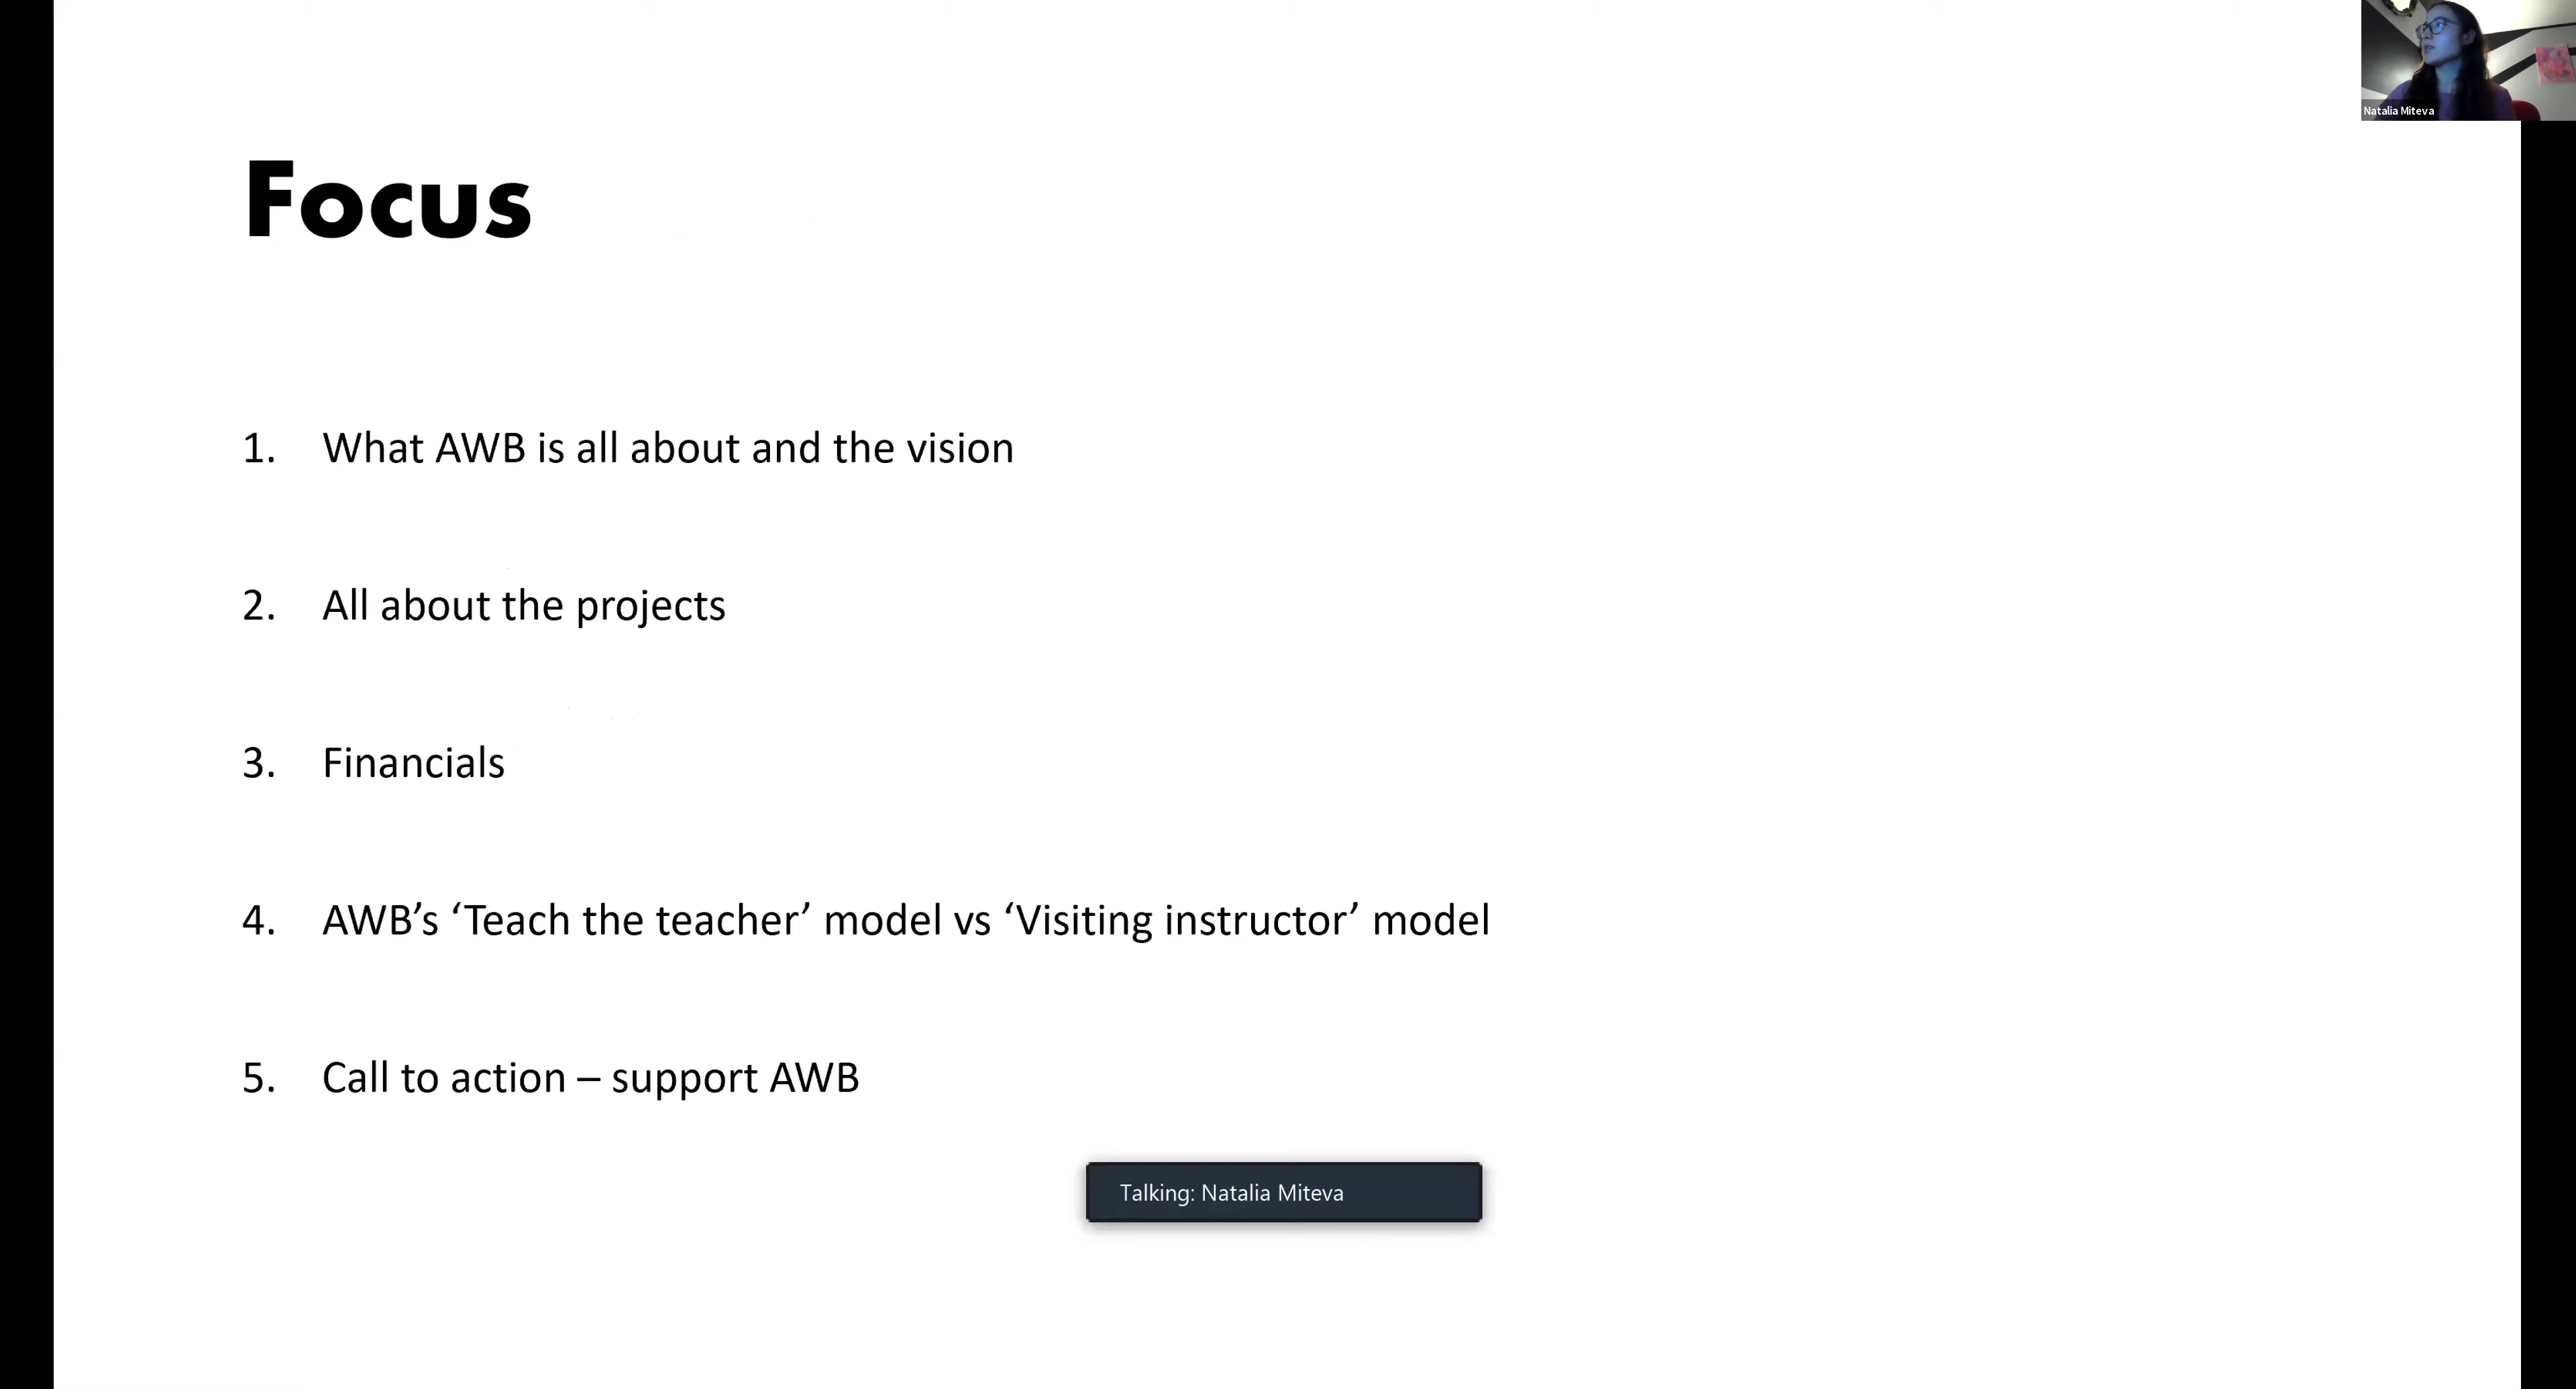 Natalia Miteva
Focus
1. What AWB is all about and the vision
2. All about the projects
3. Financials
4. AWB’s ‘Teach the teacher’ model vs ‘Visiting instructor’ model
5. Call to action – support AWB
Talking: Natalia Miteva